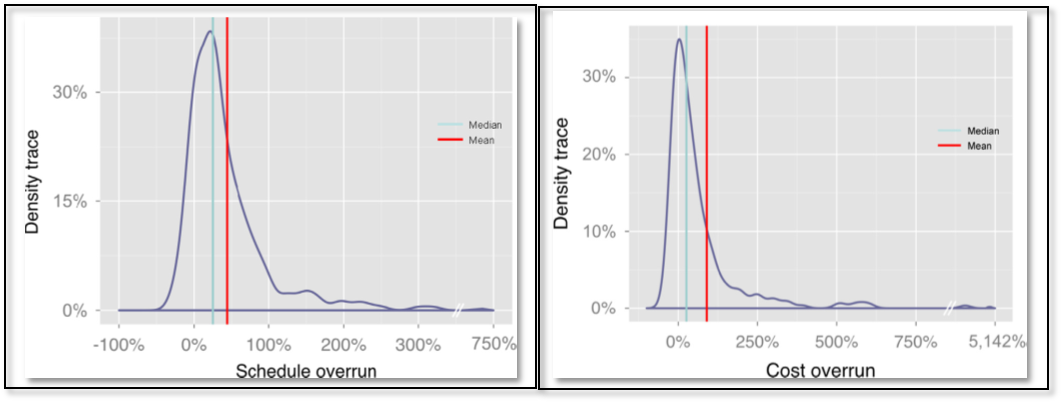 30%
15%
0%
Density trace
Median
Mean
-100%
0%
100%
200%
300%
750%
Schedule overrun
30%
20%
10%
0%
Density trace
Median
Mean
0%
250%
500%
750%
5,142%
Cost overrun